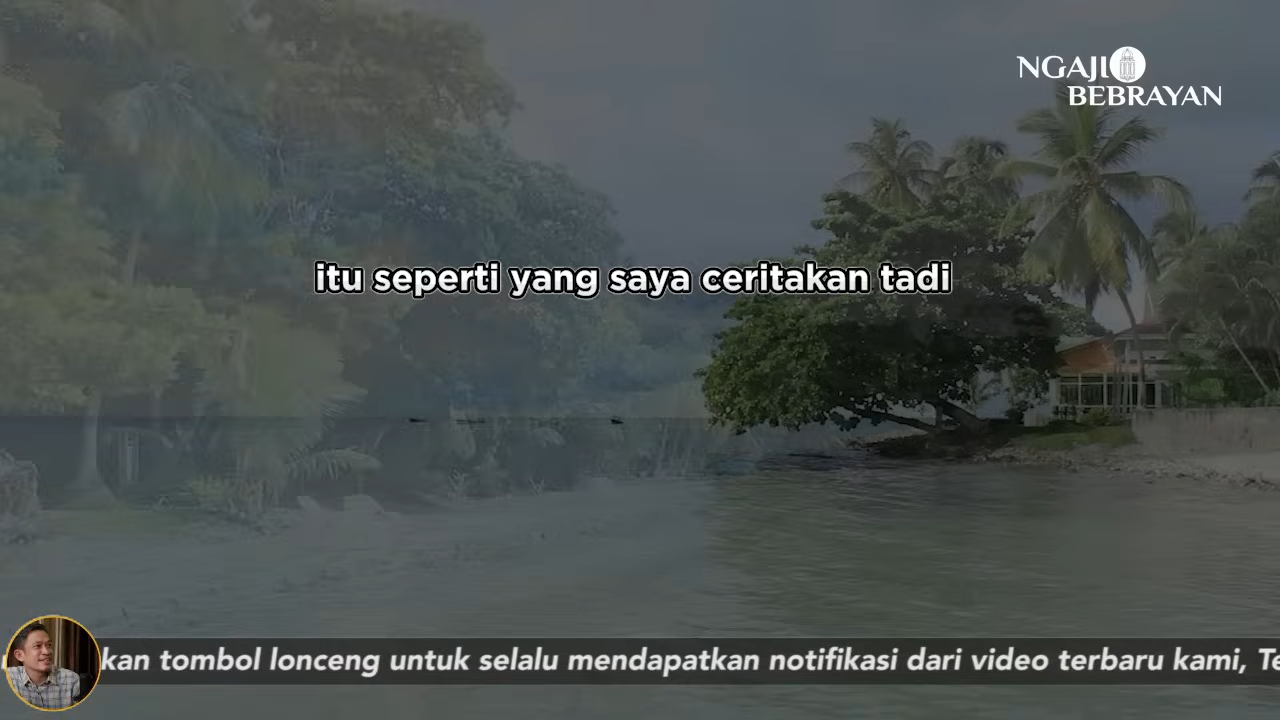 NGAJI
BEBRAYAN
itu seperti yang saya ceritakan tadi
kan tombol lonceng untuk selalu mendapatkan notifikasi dari video terbaru kami, Te